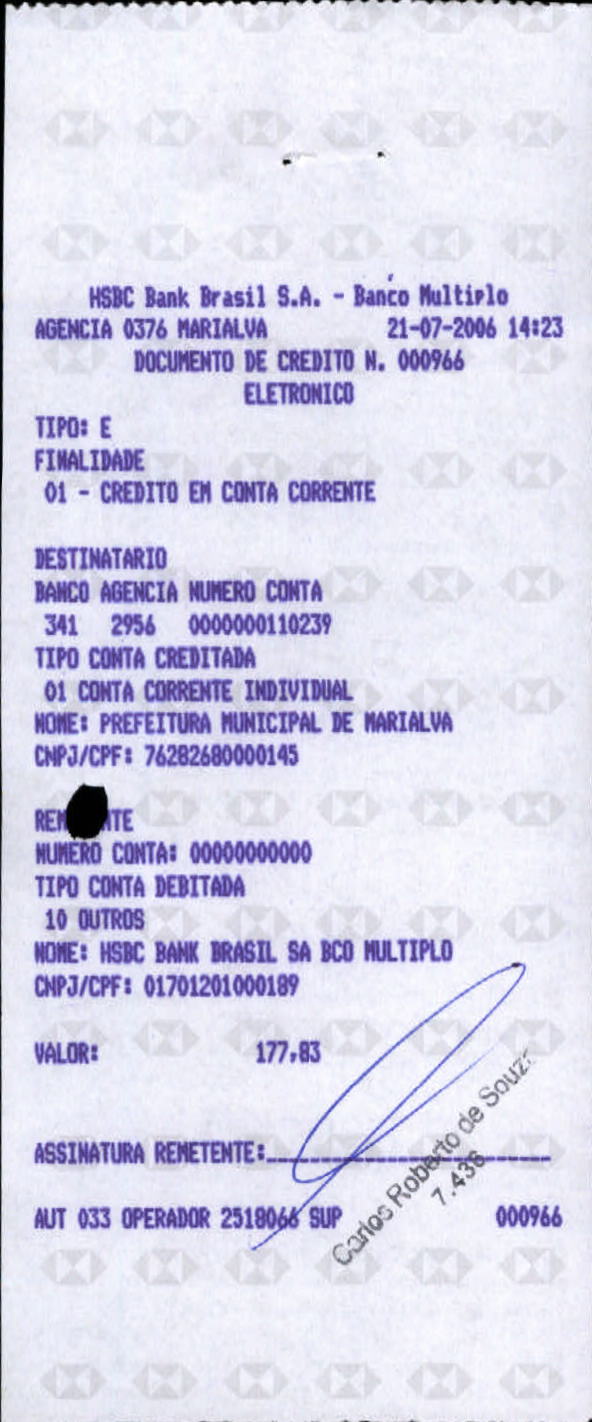 HSBC Bank Brasil S.A. - Banco Multiplo
AGENCIA 0376 MARIALVA 21-07-2006 14:23
DOCUMENTO DE CREDITO N. 000966
ELETRONICO
TIPO: E
FINALIDADE
01 - CREDITO EM CONTA CORRENTE
DESTINATARIO
BANCO AGENCIA NUMERO CONTA
341 2956 0000000110239
TIPO CONTA CREDITADA
01 CONTA CORRENTE INDIVIDUAL
NOME: PREFEITURA MUNICIPAL DE MARIALVA
CNPJ/CPF: 76282680000145
REM TE
NUMERO CONTA: 00000000000
TIPO CONTA DEBITADA
10 OUTROS
NOME: HSBC BANK BRASIL SA BCO MULTIPLO
CNPJ/CPF: 01701201000189
VALOR: 177,83
ASSINATURA REMETENTE:
Carlos Roberto de Souza
7.438
AUT 033 OPERADOR 2518066 SUP 000966